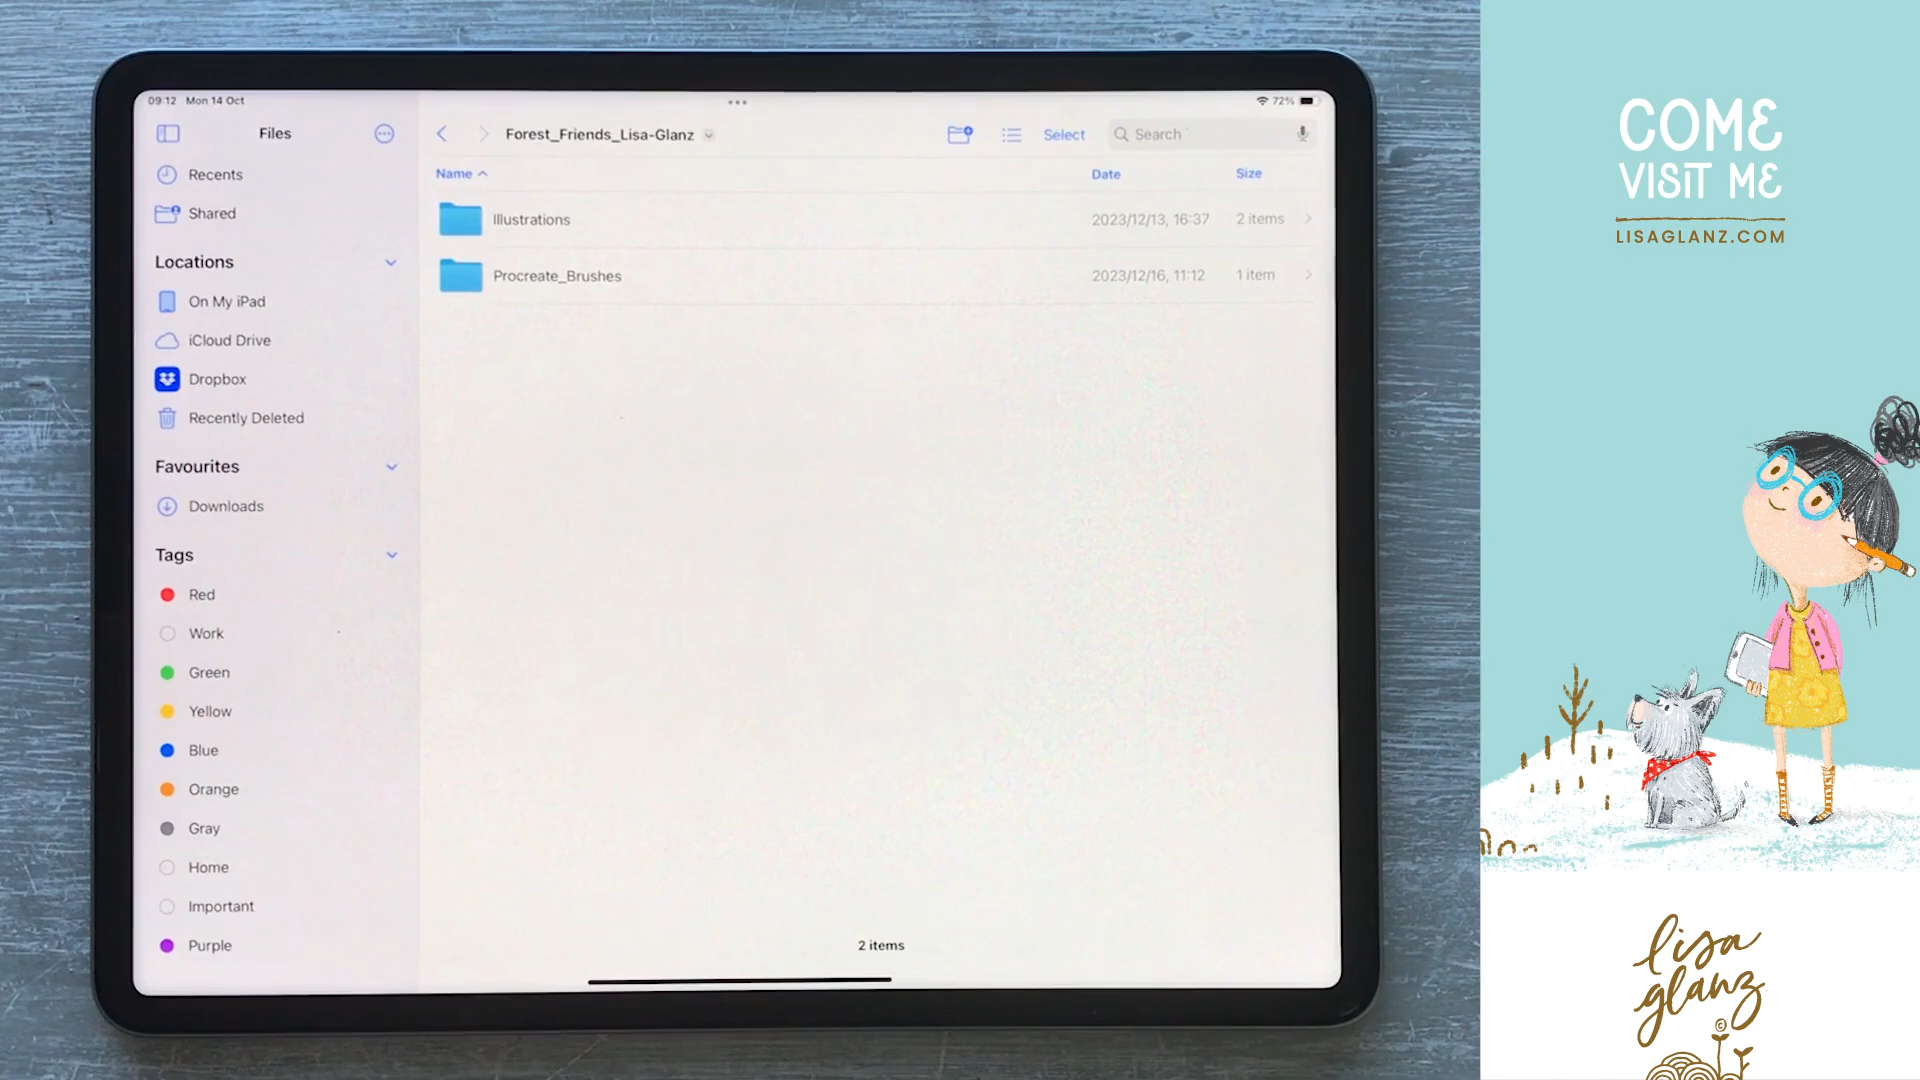 09:12 Mon 14 Oct
72%
Files
Recents
Shared
Locations
On My iPad
iCloud Drive
Dropbox
Recently Deleted
Favourites
Downloads
Tags
Red
Work
Green
Yellow
Blue
Orange
Gray
Home
Important
Purple
Forest_Friends_Lisa-Glanz
Select
Search
Name Date Size
Illustrations 2023/12/13, 16:37 2 items
Procreate_Brushes 2023/12/16, 11:12 1 item
2 items
COME
VISIT ME
LISAGLANZ.COM
lisa
glanz
©